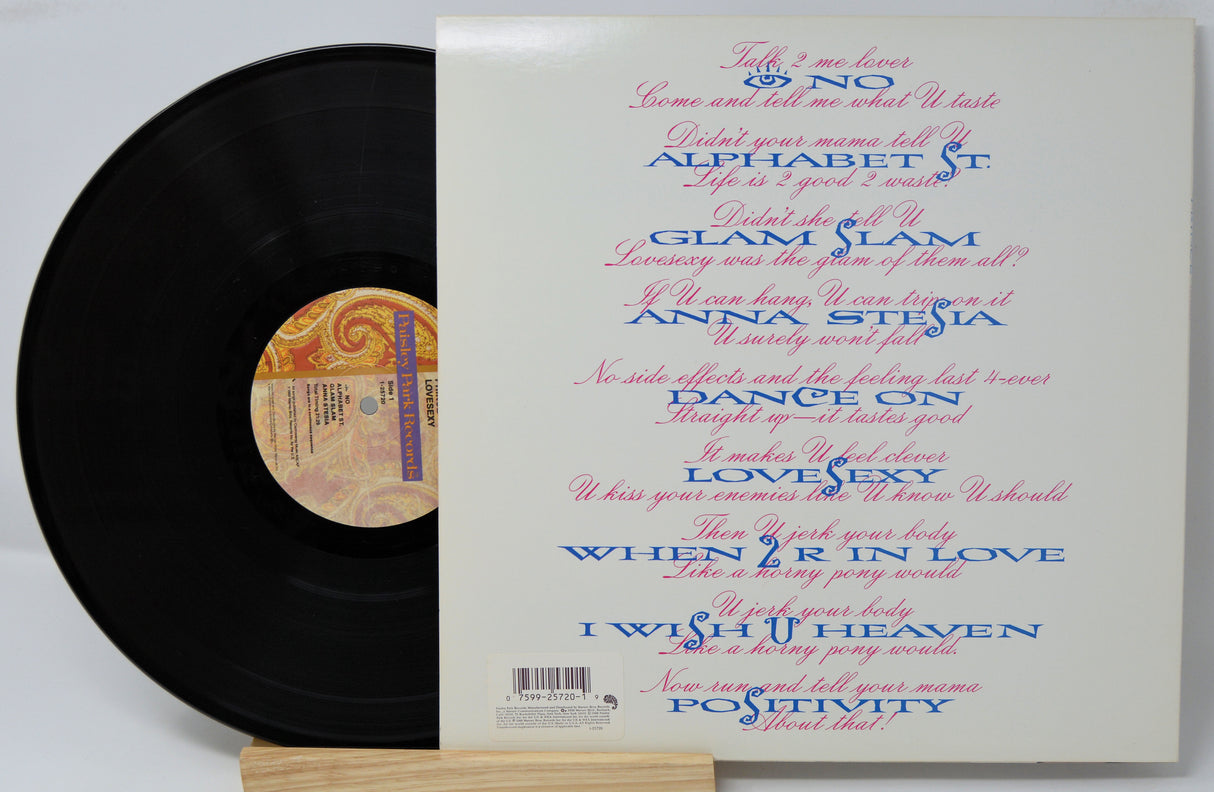 Talk 2 me lover
NO
Come and tell me what U taste
Didn't your mama tell U
ALPHABET ST.
Life is 2 good 2 waste?
Didn't she tell U
GLAM SLAM
Lovesexy was the glam of them all?
If U can hang, U can trip on it
ANNA STESIA
U surely won't fall
No side effects and the feeling last 4-ever
DANCE ON
Straight up—it tastes good
It makes U feel clever
LOVESEXY
U kiss your enemies like U know U should
Then U jerk your body
WHEN 2 R IN LOVE
Like a horny pony would
U jerk your body
I WISH U HEAVEN
Like a horny pony would.
Now run and tell your mama
POSITIVITY
About that!
0 7599-25720-1 9
1-25720
Paisley Park Records
LOVESEXY
Side 1
1-25720
NO
ALPHABET ST.
GLAM SLAM
ANNA STESIA